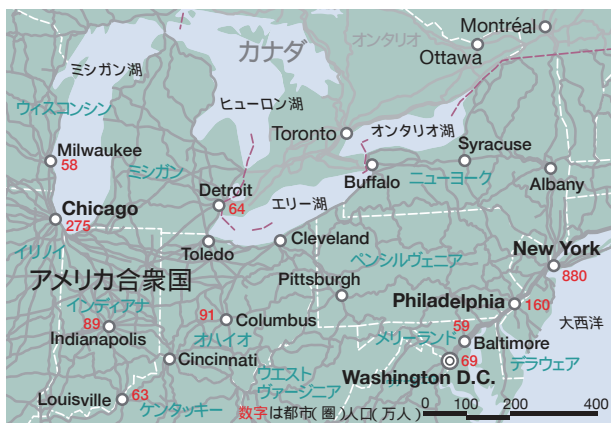 Montréal
カナダ
オンタリオ
Ottawa
ミシガン湖
ヒューロン湖
ウィスコンシン
Toronto
オンタリオ湖
Milwaukee
58
ミシガン
Syracuse
Buffalo
ニューヨーク
Albany
Detroit
64
エリー湖
Chicago
275
Toledo
Cleveland
イリノイ
アメリカ合衆国
ペンシルヴェニア
New York
880
Pittsburgh
Philadelphia
160
インディアナ
89
Indianapolis
91
Columbus
オハイオ
大西洋
メリーランド
59
Baltimore
デラウェア
Cincinnati
ウエスト
ヴァージニア
69
Washington D.C.
Louisville
63
ケンタッキー
数字は都市(圏)人口(万人)
0 100 200 400